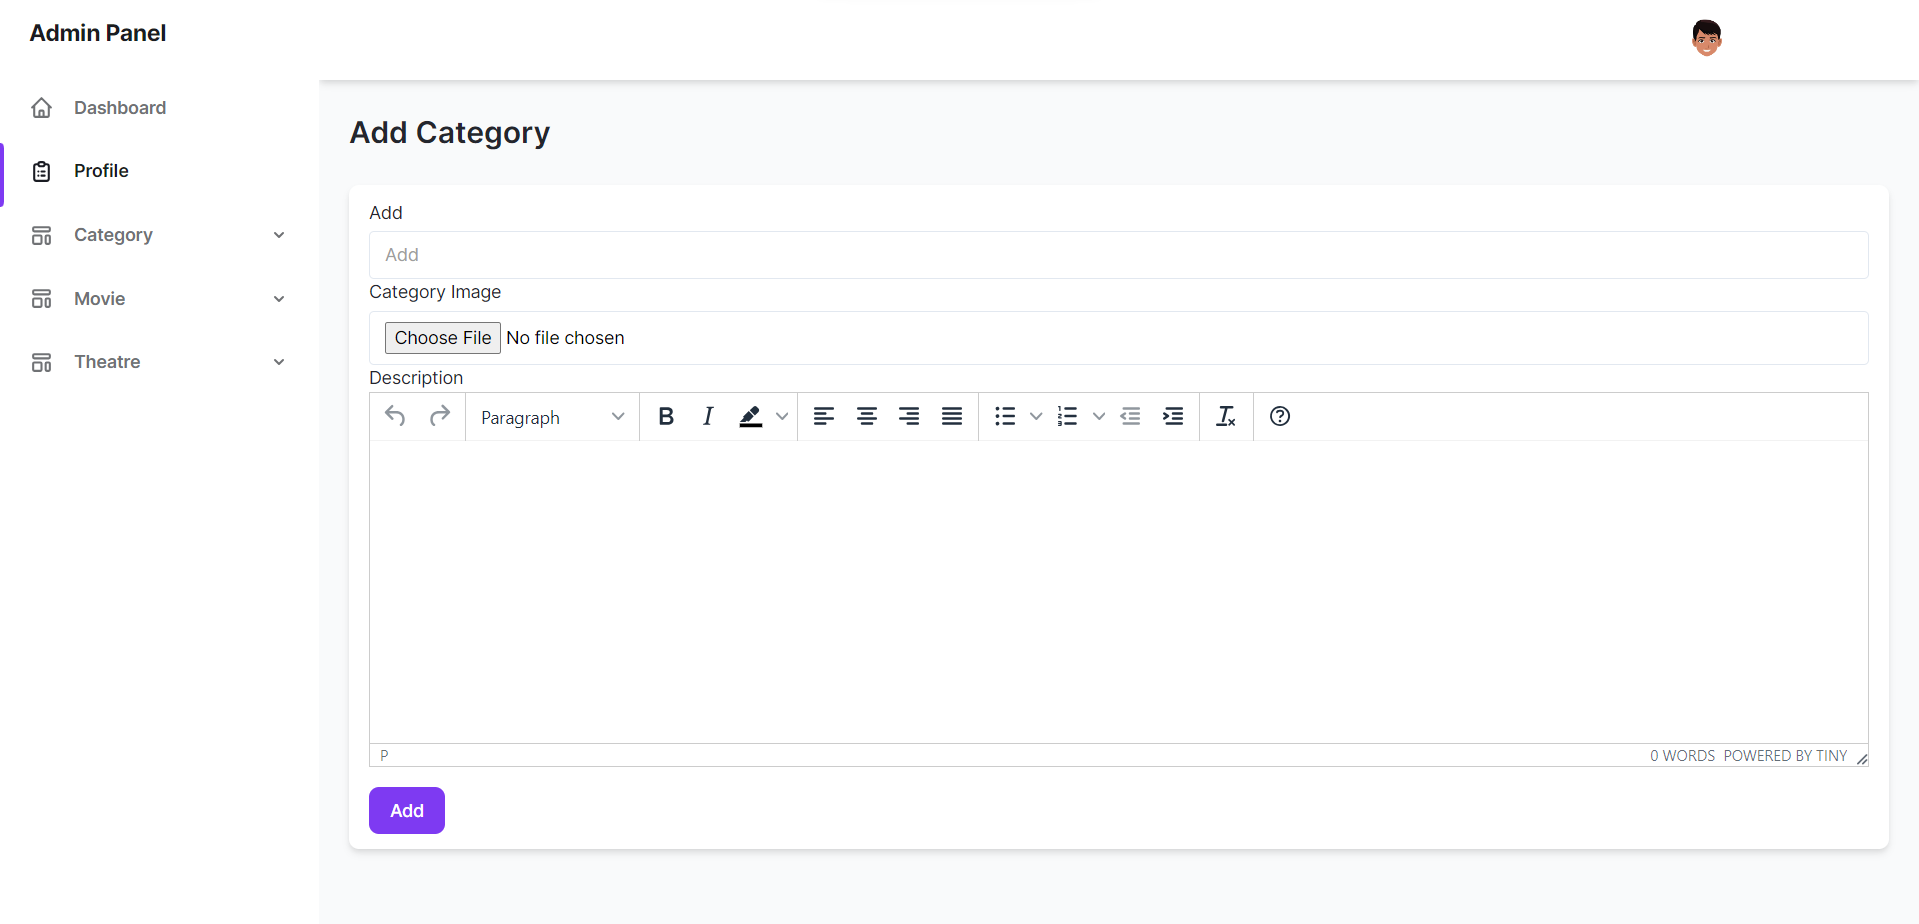 Admin Panel
Dashboard
Profile
Category
Movie
Theatre
Add Category
Add
Add
Category Image
Choose File No file chosen
Description
Paragraph
P
0 WORDS POWERED BY TINY
Add